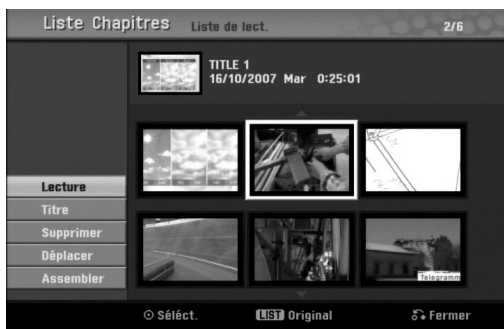 Liste Chapitres Liste de lect. 2/6
TITLE 1
16/10/2007 Mar 0:25:01
Lecture
Titre
Supprimer
Déplacer
Assembler
Telegramm
⊙ Séléct. LIST Original Fermer